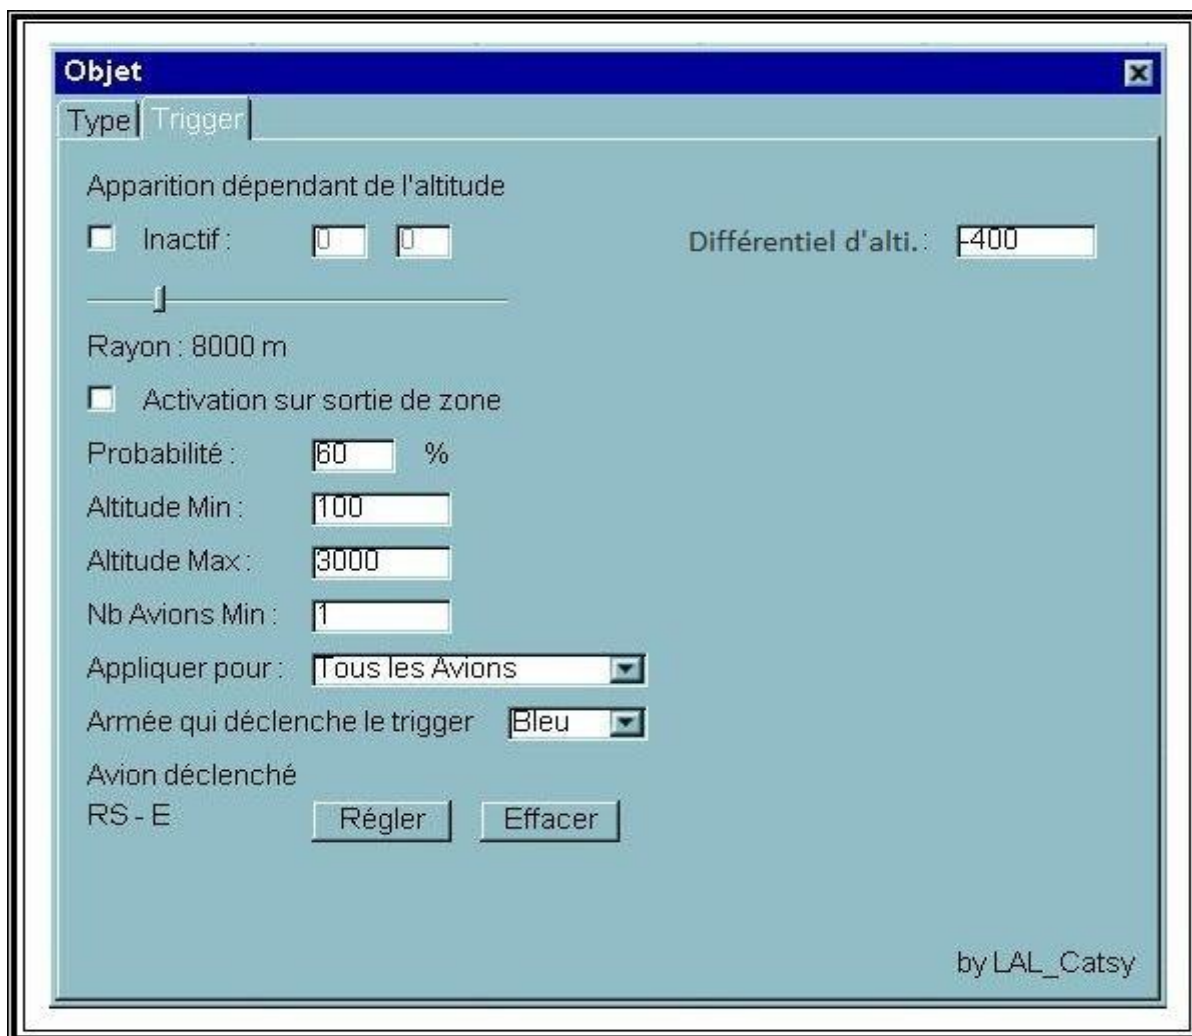 Objet
Type Trigger
Apparition dépendant de l'altitude
Inactif : 0 0 Différentiel d'alti. : -400
Rayon : 8000 m
Activation sur sortie de zone
Probabilité : 60 %
Altitude Min : 100
Altitude Max : 3000
Nb Avions Min : 1
Appliquer pour : Tous les Avions
Armée qui déclenche le trigger Bleu
Avion déclenché
RS - E Régler Effacer
by LAL_Catsy